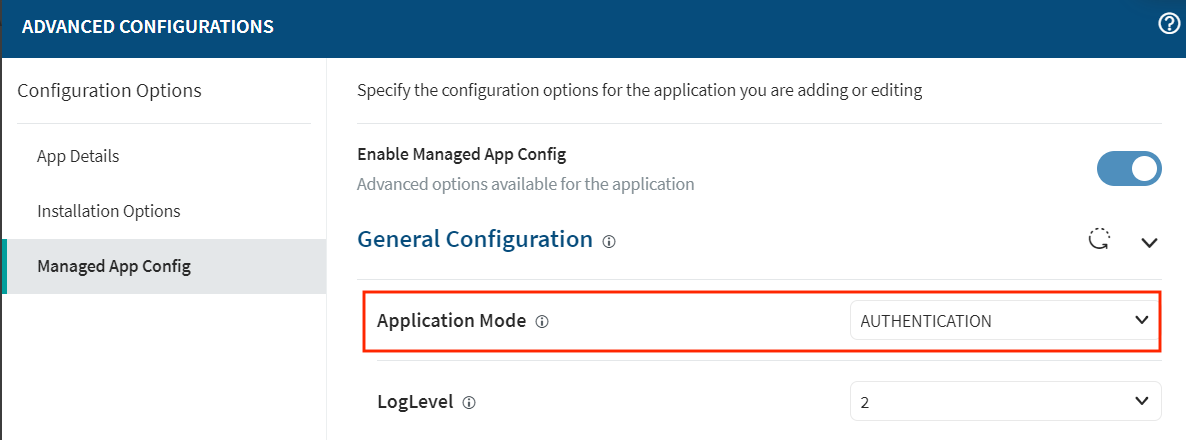 ADVANCED CONFIGURATIONS
Configuration Options
App Details
Installation Options
Managed App Config
Specify the configuration options for the application you are adding or editing
Enable Managed App Config
Advanced options available for the application
General Configuration
Application Mode
AUTHENTICATION
LogLevel
2